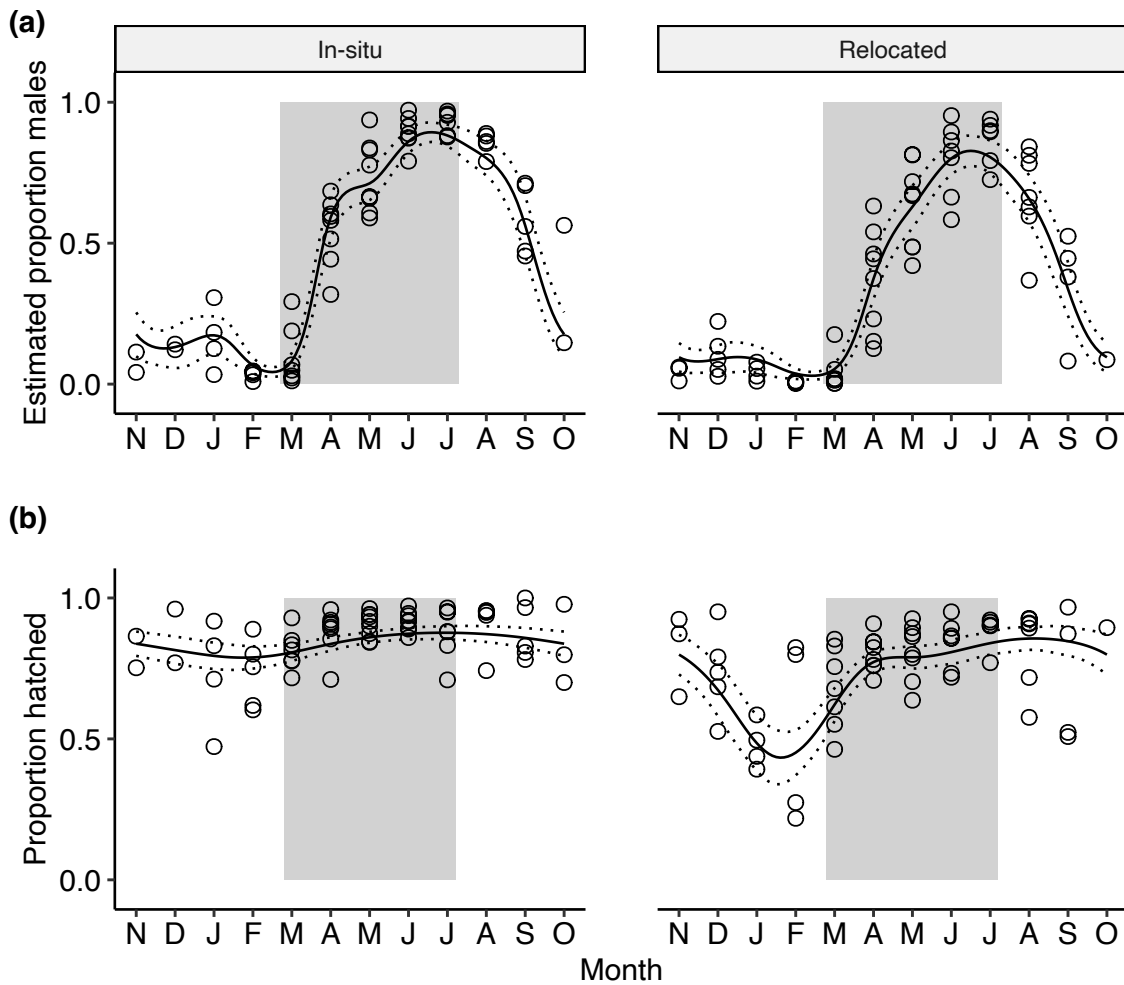 (a)
In-situ Relocated
Estimated proportion males
1.0
0.5
0.0
N D J F M A M J J A S O N D J F M A M J J A S O
(b)
Proportion hatched
1.0
0.5
0.0
N D J F M A M J J A S O N D J F M A M J J A S O
Month